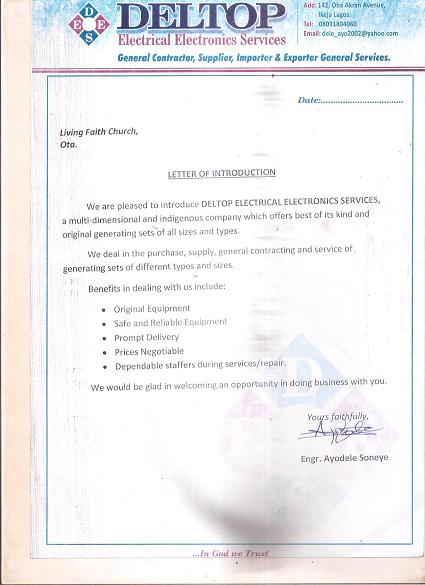 D
E E
S
DELTOP
Electrical Electronics Services
Add: 142, Oba Akran Avenue,
Ikeja Lagos.
Tel: 08091804060
Email: dele_ayo2002@yahoo.com
General Contractor, Supplier, Importer & Exporter General Services.
Date:..................................
Living Faith Church,
Ota.
LETTER OF INTRODUCTION
We are pleased to introduce DELTOP ELECTRICAL ELECTRONICS SERVICES,
a multi-dimensional and indigenous company which offers best of its kind and
original generating sets of all sizes and types.
We deal in the purchase, supply, general contracting and service of
generating sets of different types and sizes.
Benefits in dealing with us include:
• Original Equipment
• Safe and Reliable Equipment
• Prompt Delivery
• Prices Negotiable
• Dependable staffers during services/repair.
We would be glad in welcoming an opportunity in doing business with you.
Yours faithfully,
Engr. Ayodele Soneye
...In God we Trust